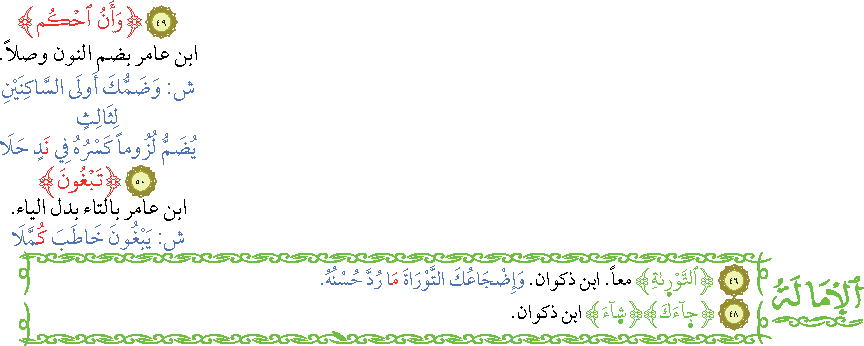 ٤٩ ﴿وَأَنُ ٱحْكُم﴾
ابن عامر بضم النون وصلاً.
ش: وَضَمُّكَ أُولَى السَّاكِنَيْنِ
لِثَالِثٍ
يُضَمُّ لُزُوماً كَسْرُهُ فِي نَدٍ حَلَا
٥٠ ﴿تَبْغُونَ﴾
ابن عامر بالتاء بدل الياء.
ش: يَبْغُونَ خَاطَبَ كُمَّلَا
ٱلْإِمَالَةُ
٤٦ ﴿ٱلتَّوْرَىٰةِ﴾ معاً. ابن ذكوان. وَإِضْجَاعُكَ التَّوْرَاةَ مَا رُدَّ حُسْنُهُ.
٤٨ ﴿جَآءَكَ﴾ ﴿شَآءَ﴾ ابن ذكوان.